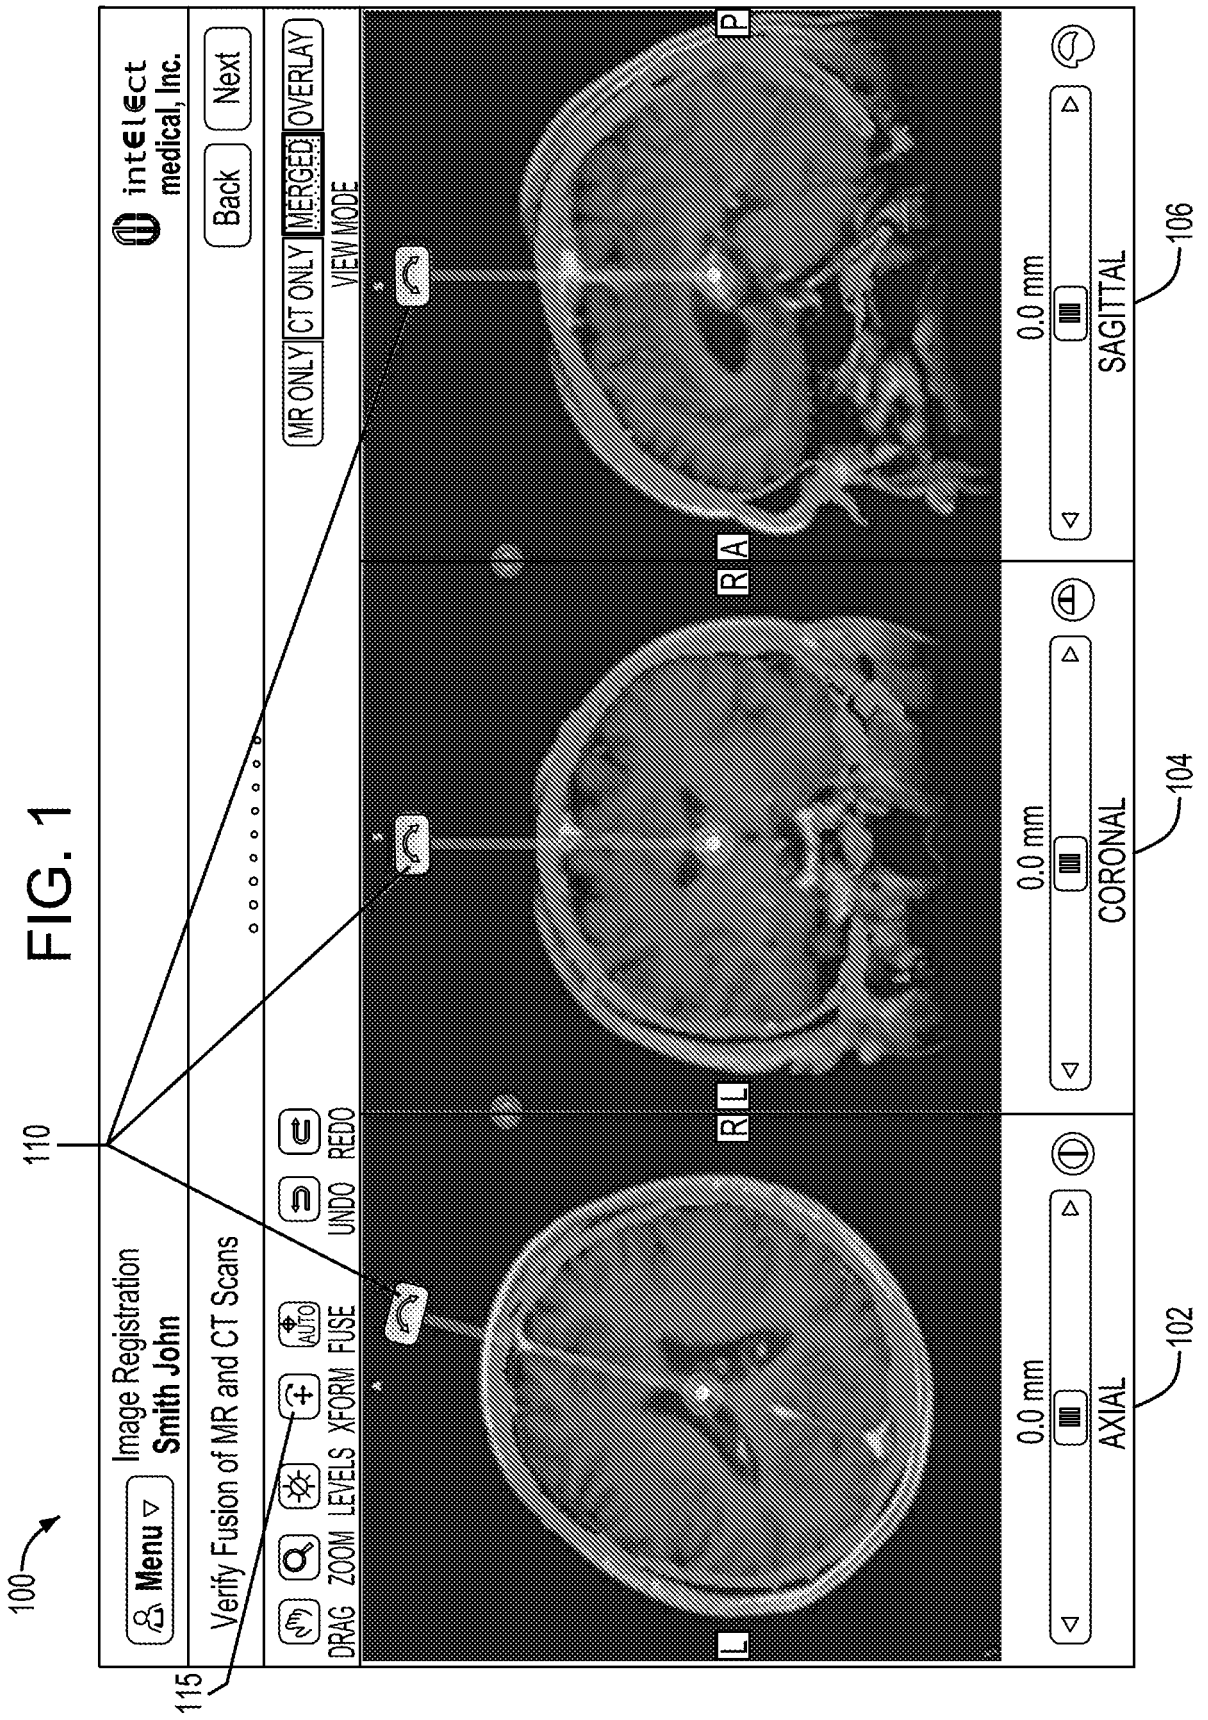 FIG. 1
100
110
115
Menu
Image Registration
Smith John
intelect
medical, Inc.
Verify Fusion of MR and CT Scans
Back
Next
AUTO
DRAG ZOOM LEVELS XFORM FUSE UNDO REDO
MR ONLY CT ONLY MERGED OVERLAY
VIEW MODE
L R L R A P
0.0 mm 0.0 mm 0.0 mm
AXIAL CORONAL SAGITTAL
102 104 106